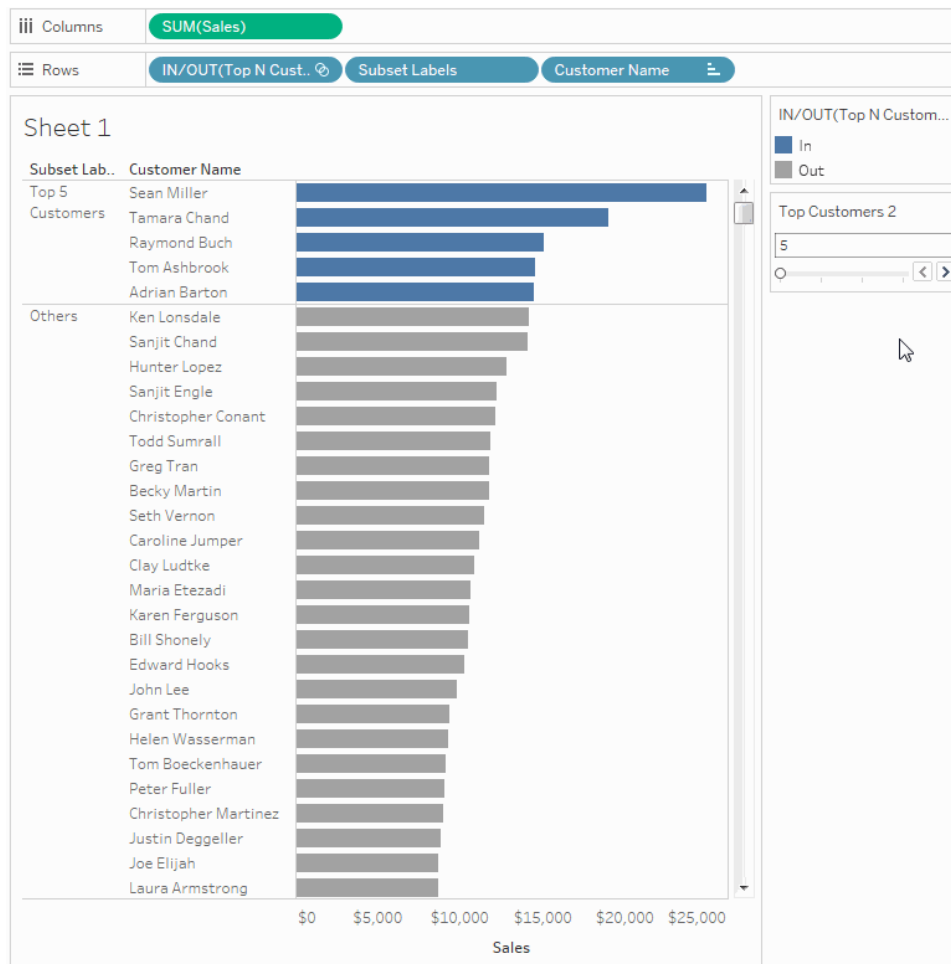 Columns
SUM(Sales)
Rows
IN/OUT(Top N Cust..
Subset Labels
Customer Name
Sheet 1
Subset Lab..
Customer Name
Top 5
Customers
Sean Miller
Tamara Chand
Raymond Buch
Tom Ashbrook
Adrian Barton
Others
Ken Lonsdale
Sanjit Chand
Hunter Lopez
Sanjit Engle
Christopher Conant
Todd Sumrall
Greg Tran
Becky Martin
Seth Vernon
Caroline Jumper
Clay Ludtke
Maria Etezadi
Karen Ferguson
Bill Shonely
Edward Hooks
John Lee
Grant Thornton
Helen Wasserman
Tom Boeckenhauer
Peter Fuller
Christopher Martinez
Justin Deggeller
Joe Elijah
Laura Armstrong
$0 $5,000 $10,000 $15,000 $20,000 $25,000
Sales
IN/OUT(Top N Custom...
In
Out
Top Customers 2
5